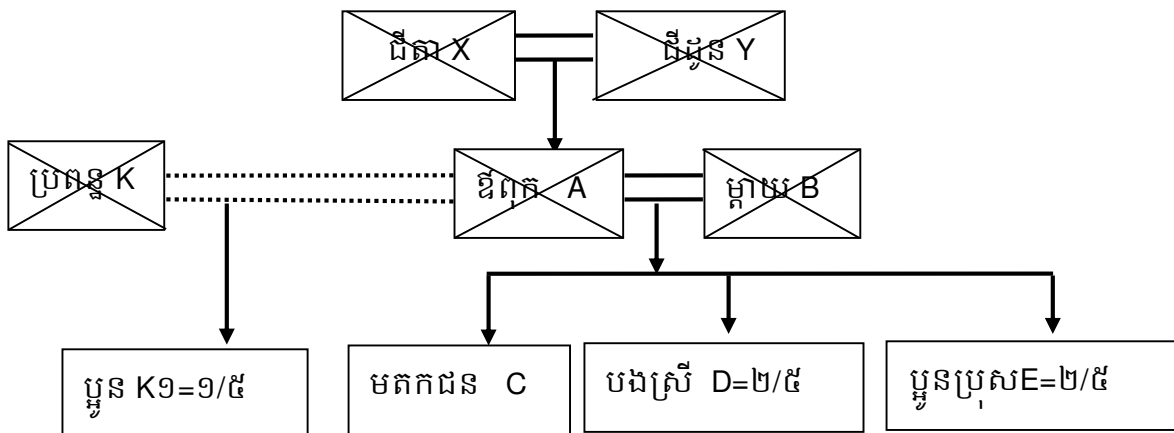 ជីតា X
ជីដូន Y
ប្រពន្ឋ K
ឪពុក A
ម្តាយ B
ប្អូន K១=១/៥
មតកជន C
បងស្រី D=២/៥
ប្អូនប្រុសE=២/៥